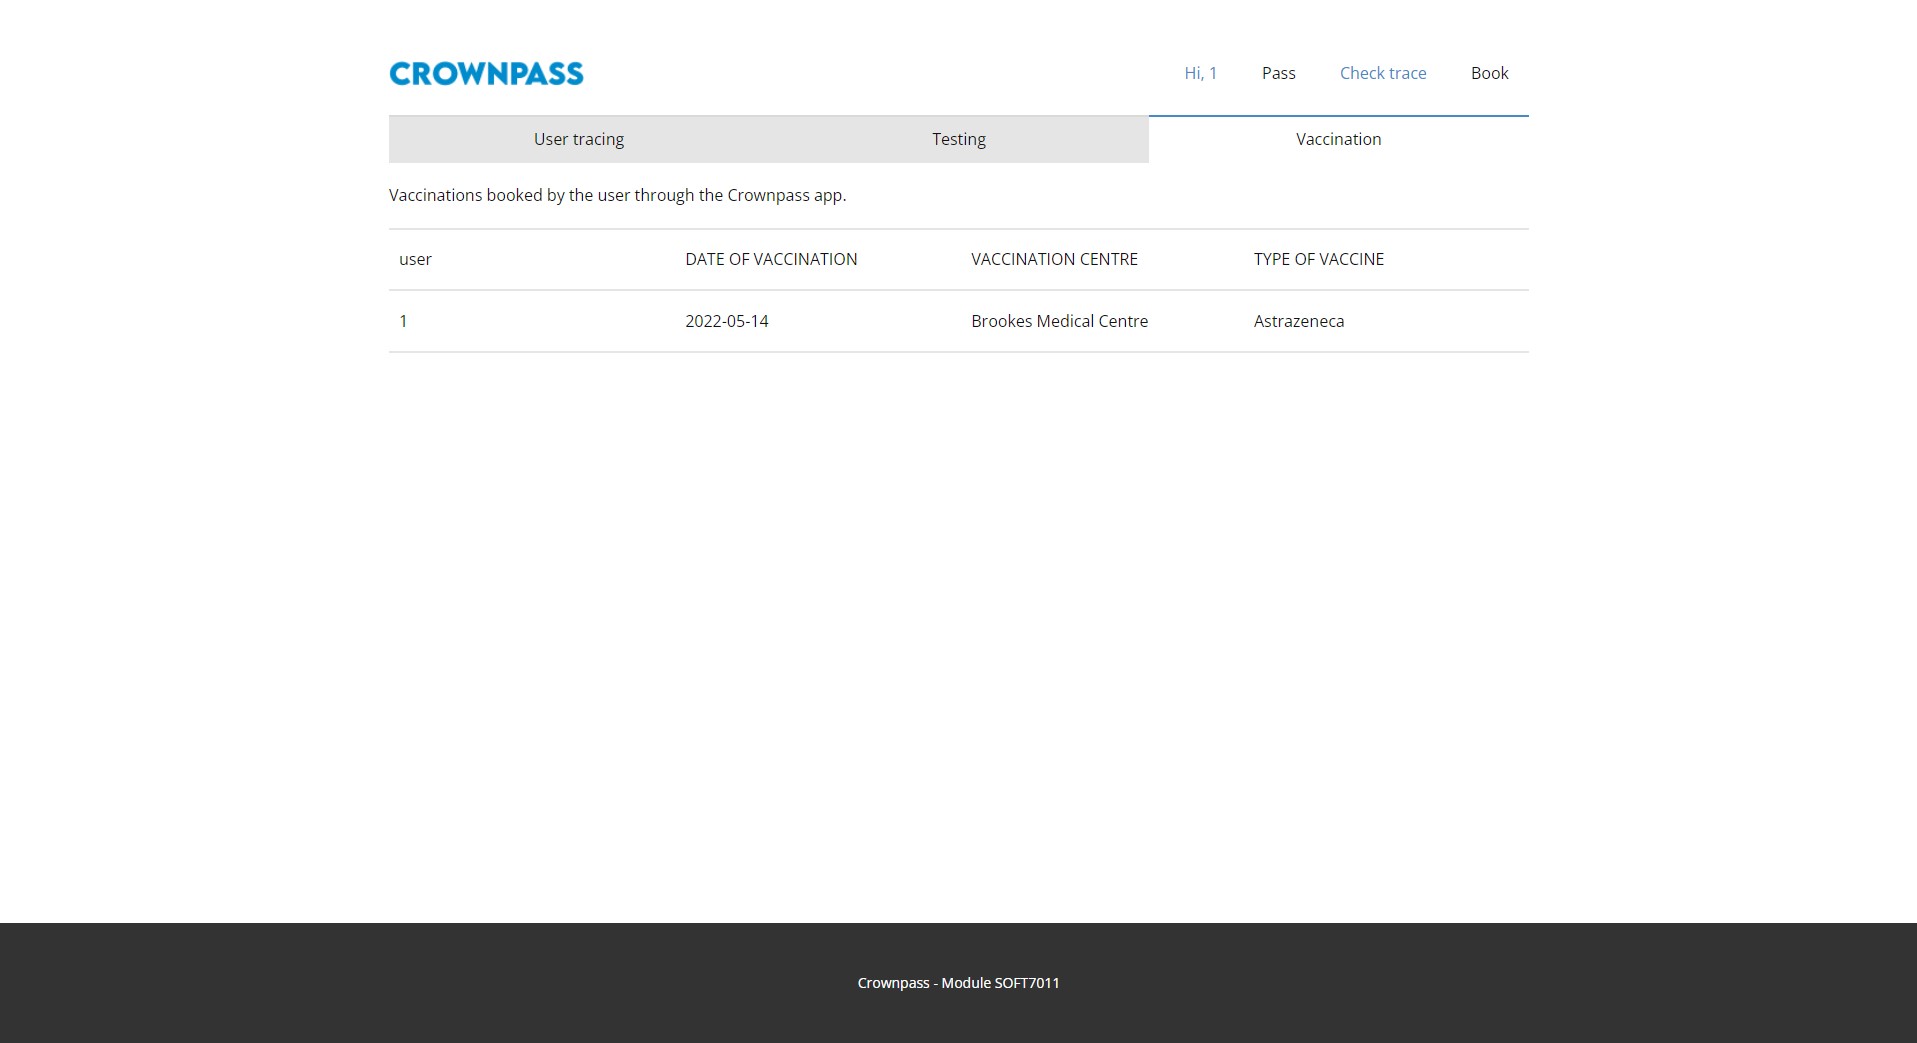 CROWNPASS
Hi, 1 Pass Check trace Book
User tracing Testing Vaccination
Vaccinations booked by the user through the Crownpass app.
user DATE OF VACCINATION VACCINATION CENTRE TYPE OF VACCINE
1 2022-05-14 Brookes Medical Centre Astrazeneca
Crownpass - Module SOFT7011